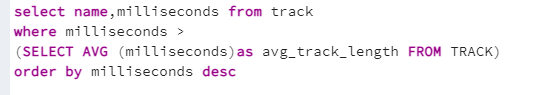 select name,milliseconds from track
where milliseconds >
(SELECT AVG (milliseconds)as avg_track_length FROM TRACK)
order by milliseconds desc